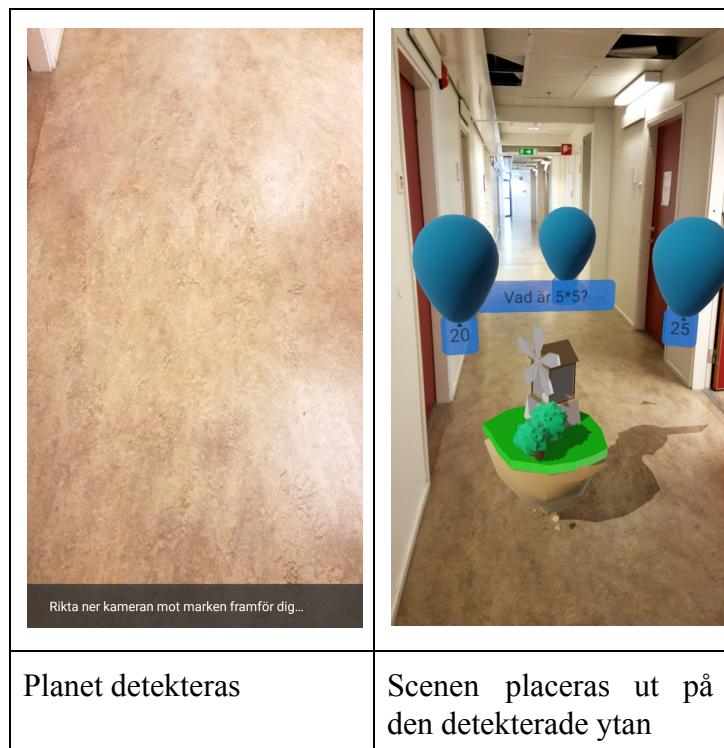 Rikta ner kameran mot marken framför dig...
Vad är 5*5?
20
25
Planet detekteras
Scenen placeras ut på
den detekterade ytan